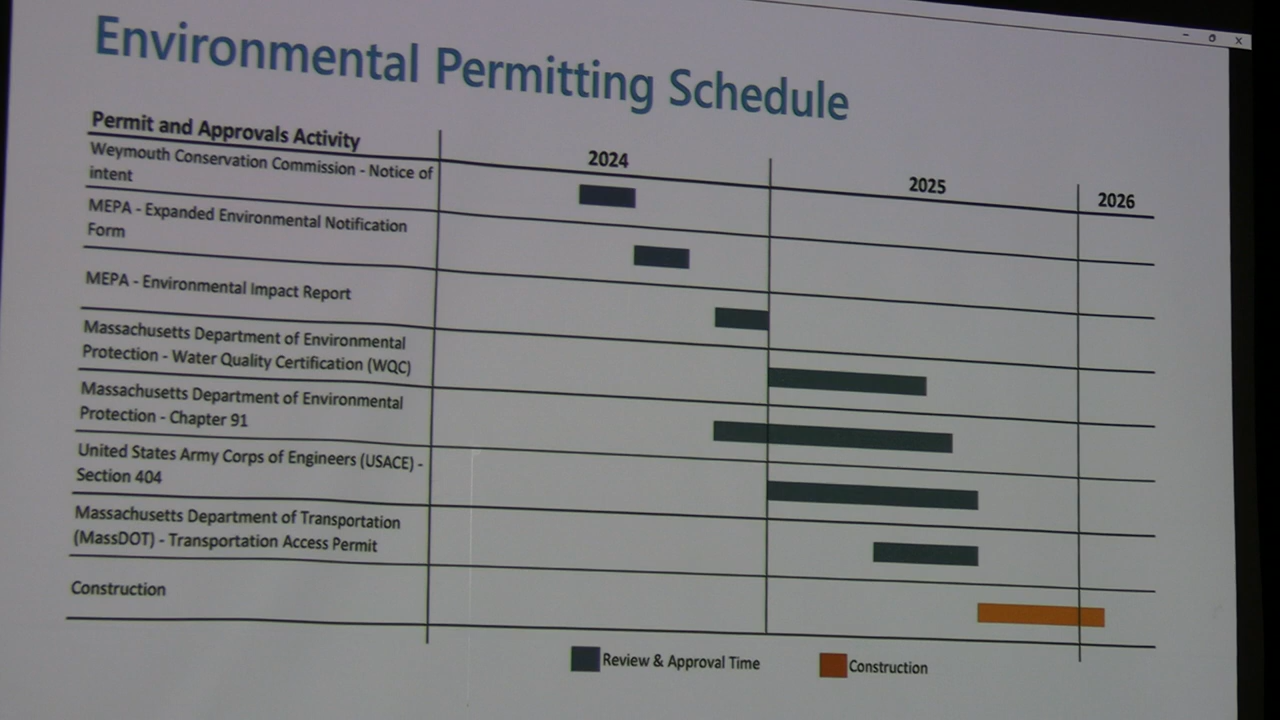 Environmental Permitting Schedule
Permit and Approvals Activity
2024
2025
2026
Weymouth Conservation Commission - Notice of
intent
MEPA - Expanded Environmental Notification
Form
MEPA - Environmental Impact Report
Massachusetts Department of Environmental
Protection - Water Quality Certification (WQC)
Massachusetts Department of Environmental
Protection - Chapter 91
United States Army Corps of Engineers (USACE) -
Section 404
Massachusetts Department of Transportation
(MassDOT) - Transportation Access Permit
Construction
Review & Approval Time
Construction